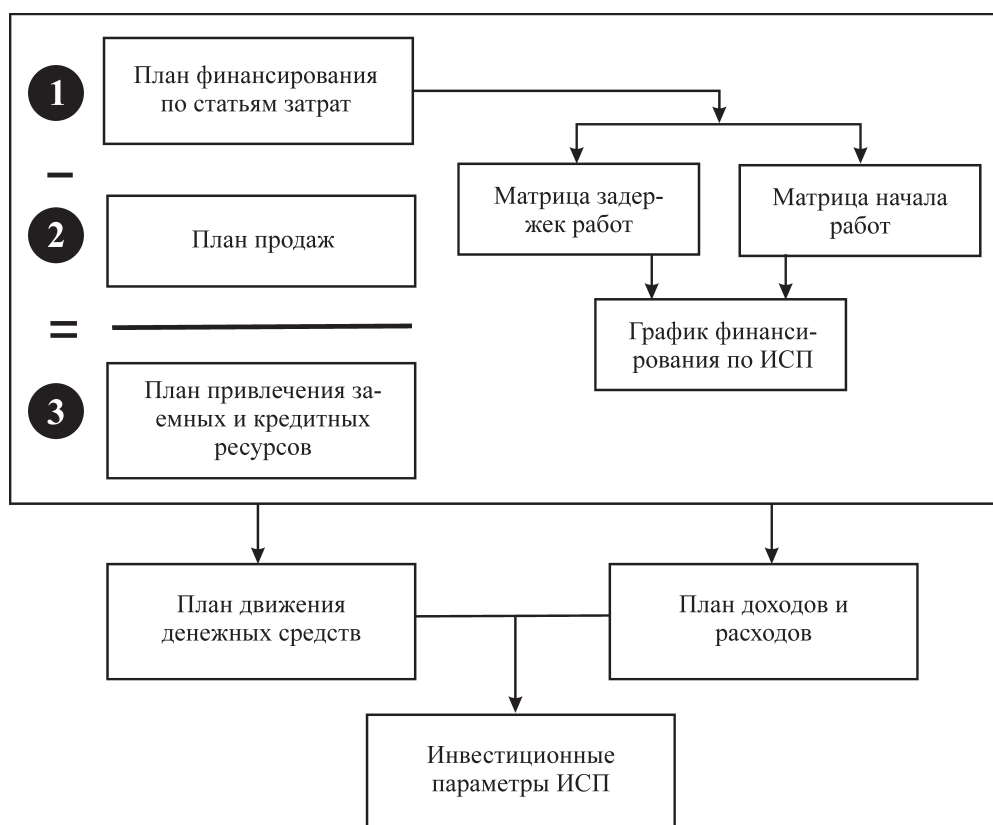 1
План финансирования
по статьям затрат
–
2
План продаж
=
3
План привлечения за-
емных и кредитных
ресурсов
Матрица задер-
жек работ
Матрица начала
работ
График финанси-
рования по ИСП
План движения
денежных средств
План доходов и
расходов
Инвестиционные
параметры ИСП